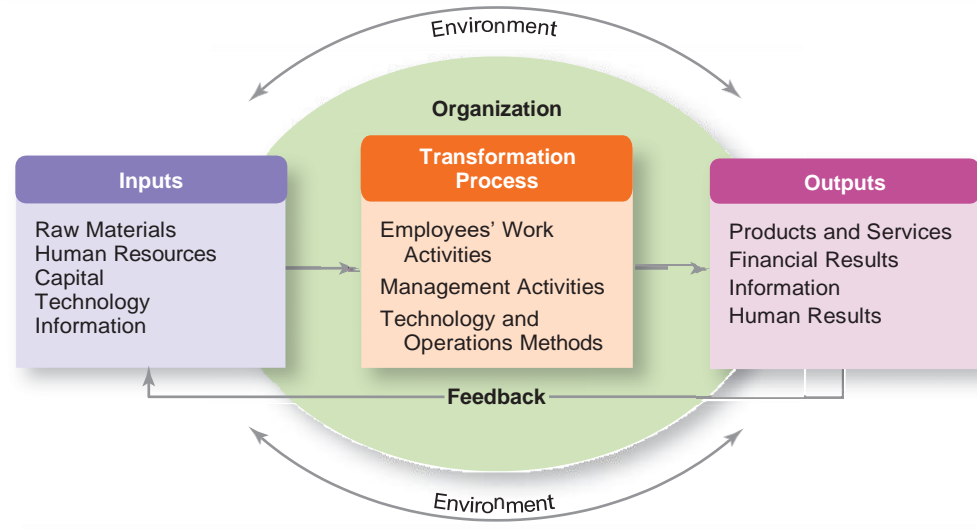 Environment
Organization
Inputs
Raw Materials
Human Resources
Capital
Technology
Information
Transformation
Process
Employees’ Work
Activities
Management Activities
Technology and
Operations Methods
Outputs
Products and Services
Financial Results
Information
Human Results
Feedback
Environment